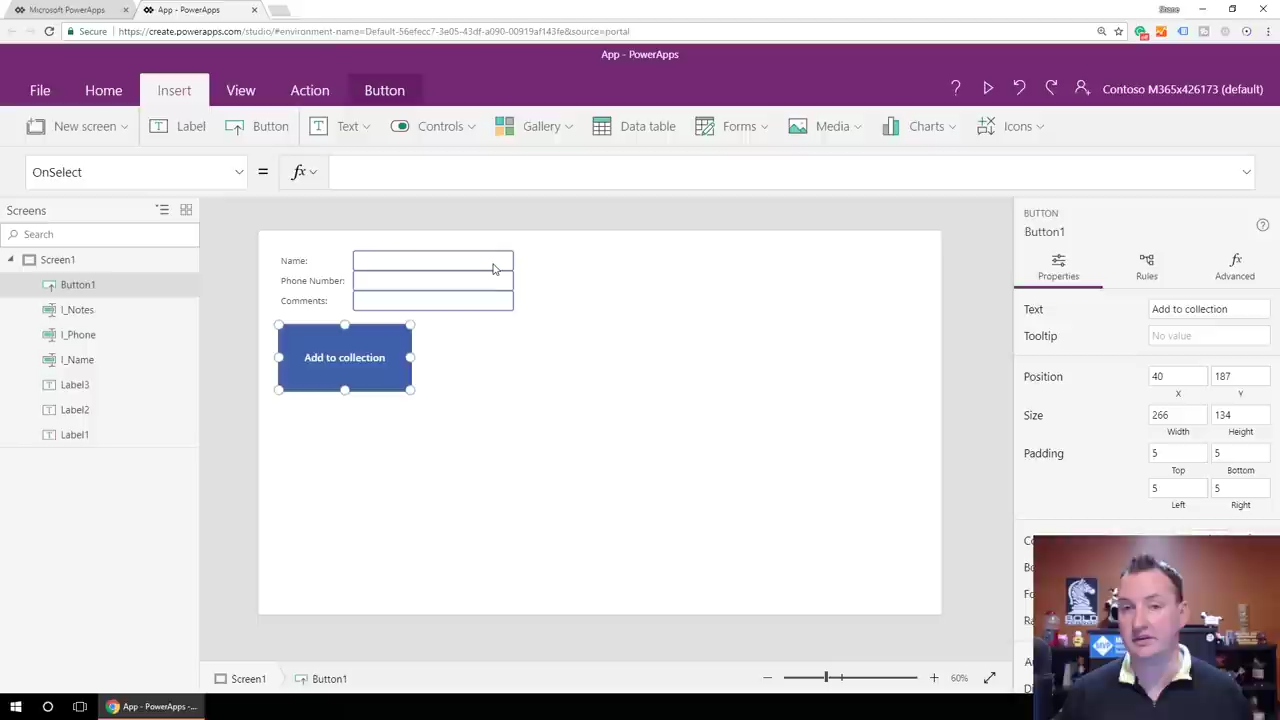 Microsoft PowerApps
App - PowerApps
Shane
Secure https://create.powerapps.com/studio/#environment-name=Default-56efecc7-3e05-43df-a090-00919af143fe&source=portal
App - PowerApps
File Home Insert View Action Button
? Contoso M365x426173 (default)
New screen Label Button Text Controls Gallery Data table Forms Media Charts Icons
OnSelect = fx
Screens
Search
Screen1
Button1
I_Notes
I_Phone
I_Name
Label3
Label2
Label1
Name:
Phone Number:
Comments:
Add to collection
BUTTON
Button1
Properties Rules fx Advanced
Text Add to collection
Tooltip No value
Position 40 187
X Y
Size 266 134
Width Height
Padding 5 5
Top Bottom
5 5
Left Right
BOLD
MVP
Screen1 Button1
60%
App - PowerApps -...